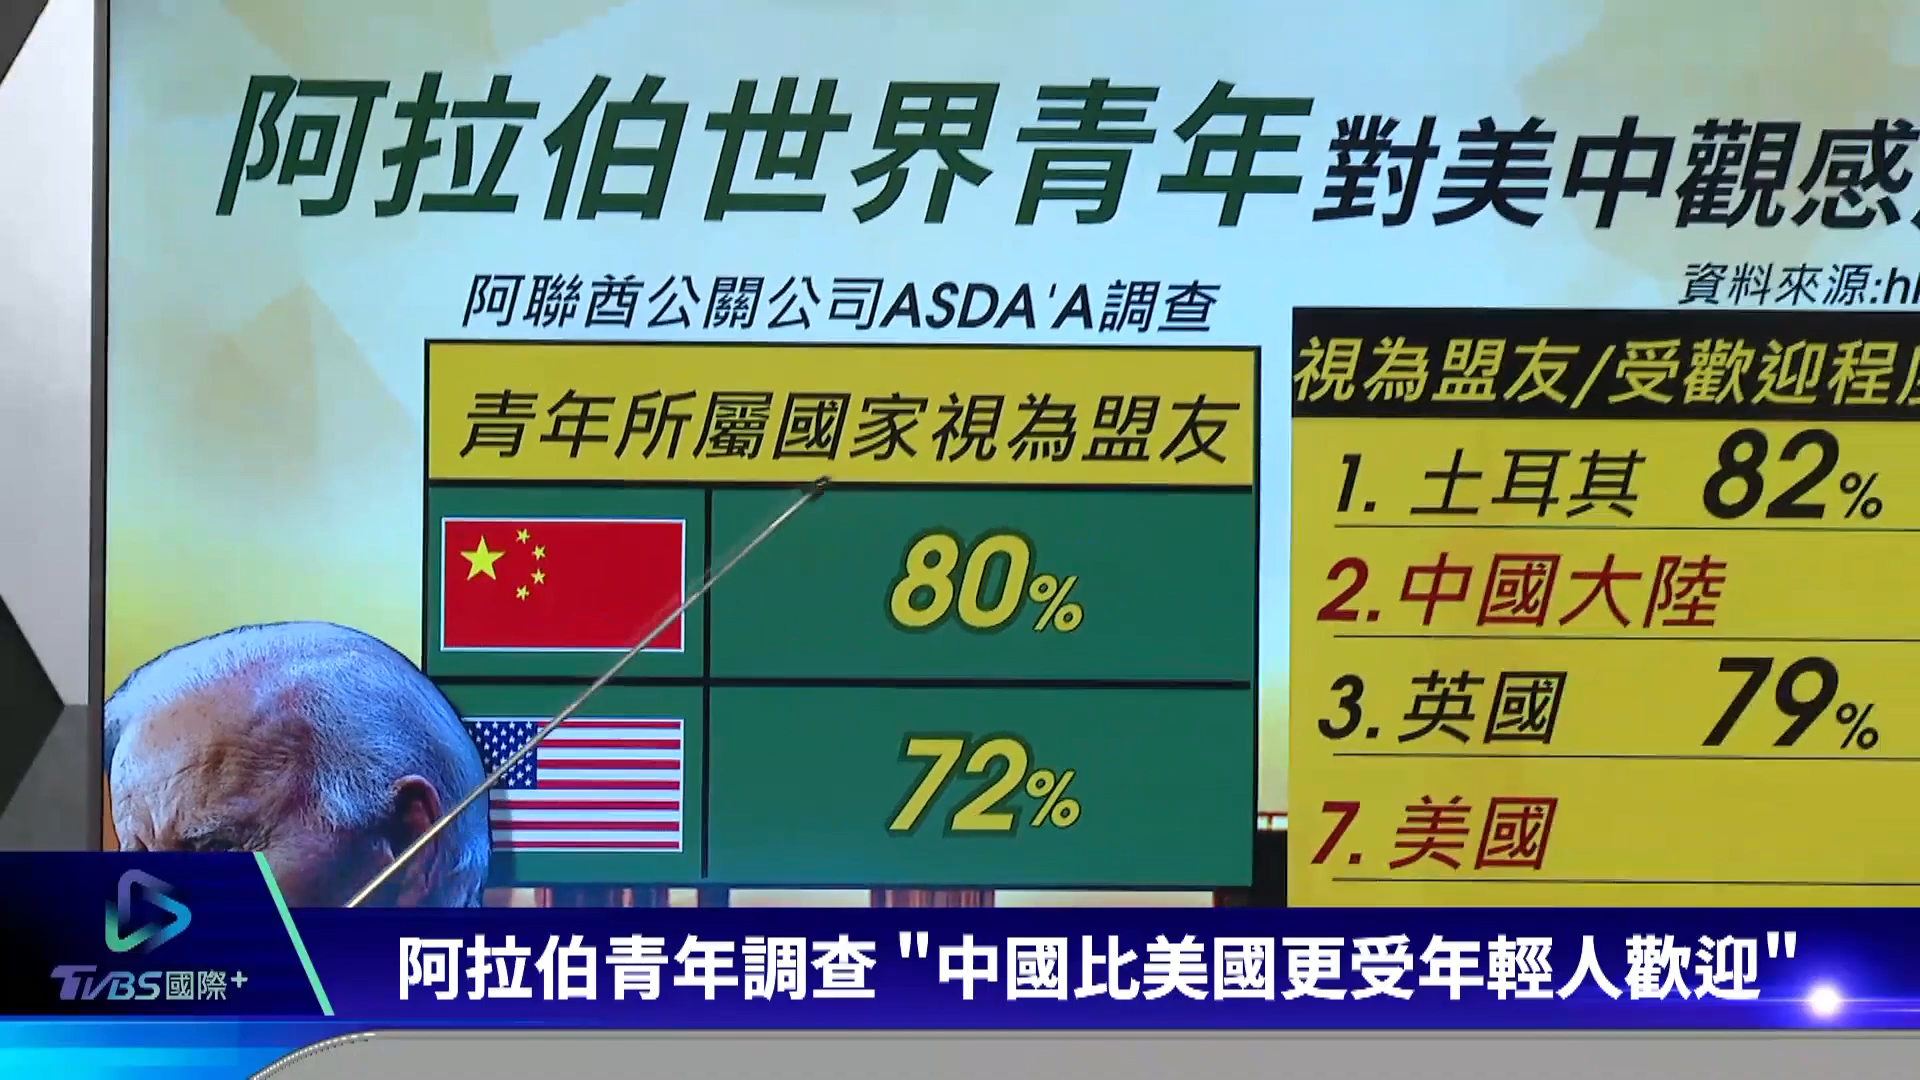 阿拉伯世界青年對美中觀感
資料來源:h
阿聯酋公關公司ASDA'A調查
青年所屬國家視為盟友
80%
72%
視為盟友/受歡迎程度
1. 土耳其 82%
2. 中國大陸
3. 英國 79%
7. 美國
TVBS國際+
阿拉伯青年調查 "中國比美國更受年輕人歡迎"